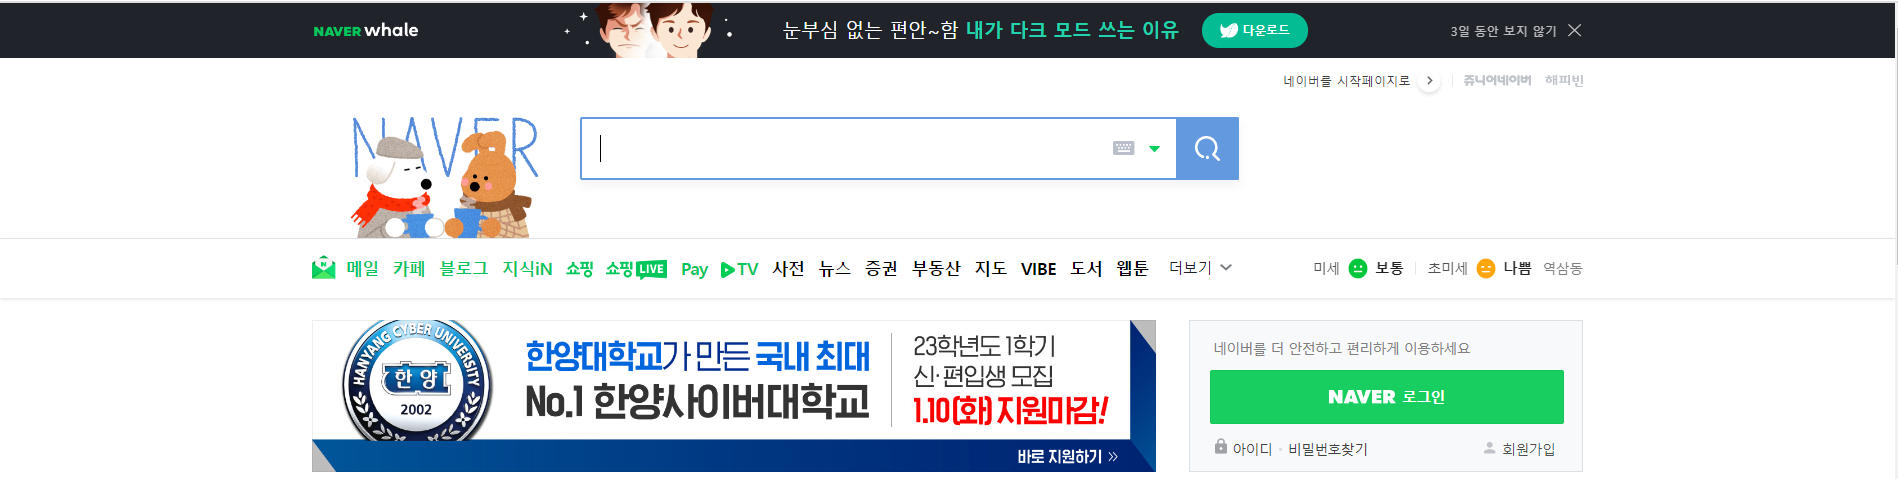 NAVER whale
눈부심 없는 편안~함 내가 다크 모드 쓰는 이유
다운로드
3일 동안 보지 않기
네이버를 시작페이지로
쥬니어네이버
해피빈
NAVER
메일 카페 블로그 지식iN 쇼핑 쇼핑LIVE Pay TV 사전 뉴스 증권 부동산 지도 VIBE 도서 웹툰 더보기
미세 보통 초미세 나쁨 역삼동
HANYANG CYBER UNIVERSITY
한양
2002
한양대학교가 만든 국내 최대
No.1 한양사이버대학교
23학년도 1학기
신·편입생 모집
1.10(화) 지원마감!
바로 지원하기 »
네이버를 더 안전하고 편리하게 이용하세요
NAVER 로그인
아이디 · 비밀번호찾기
회원가입